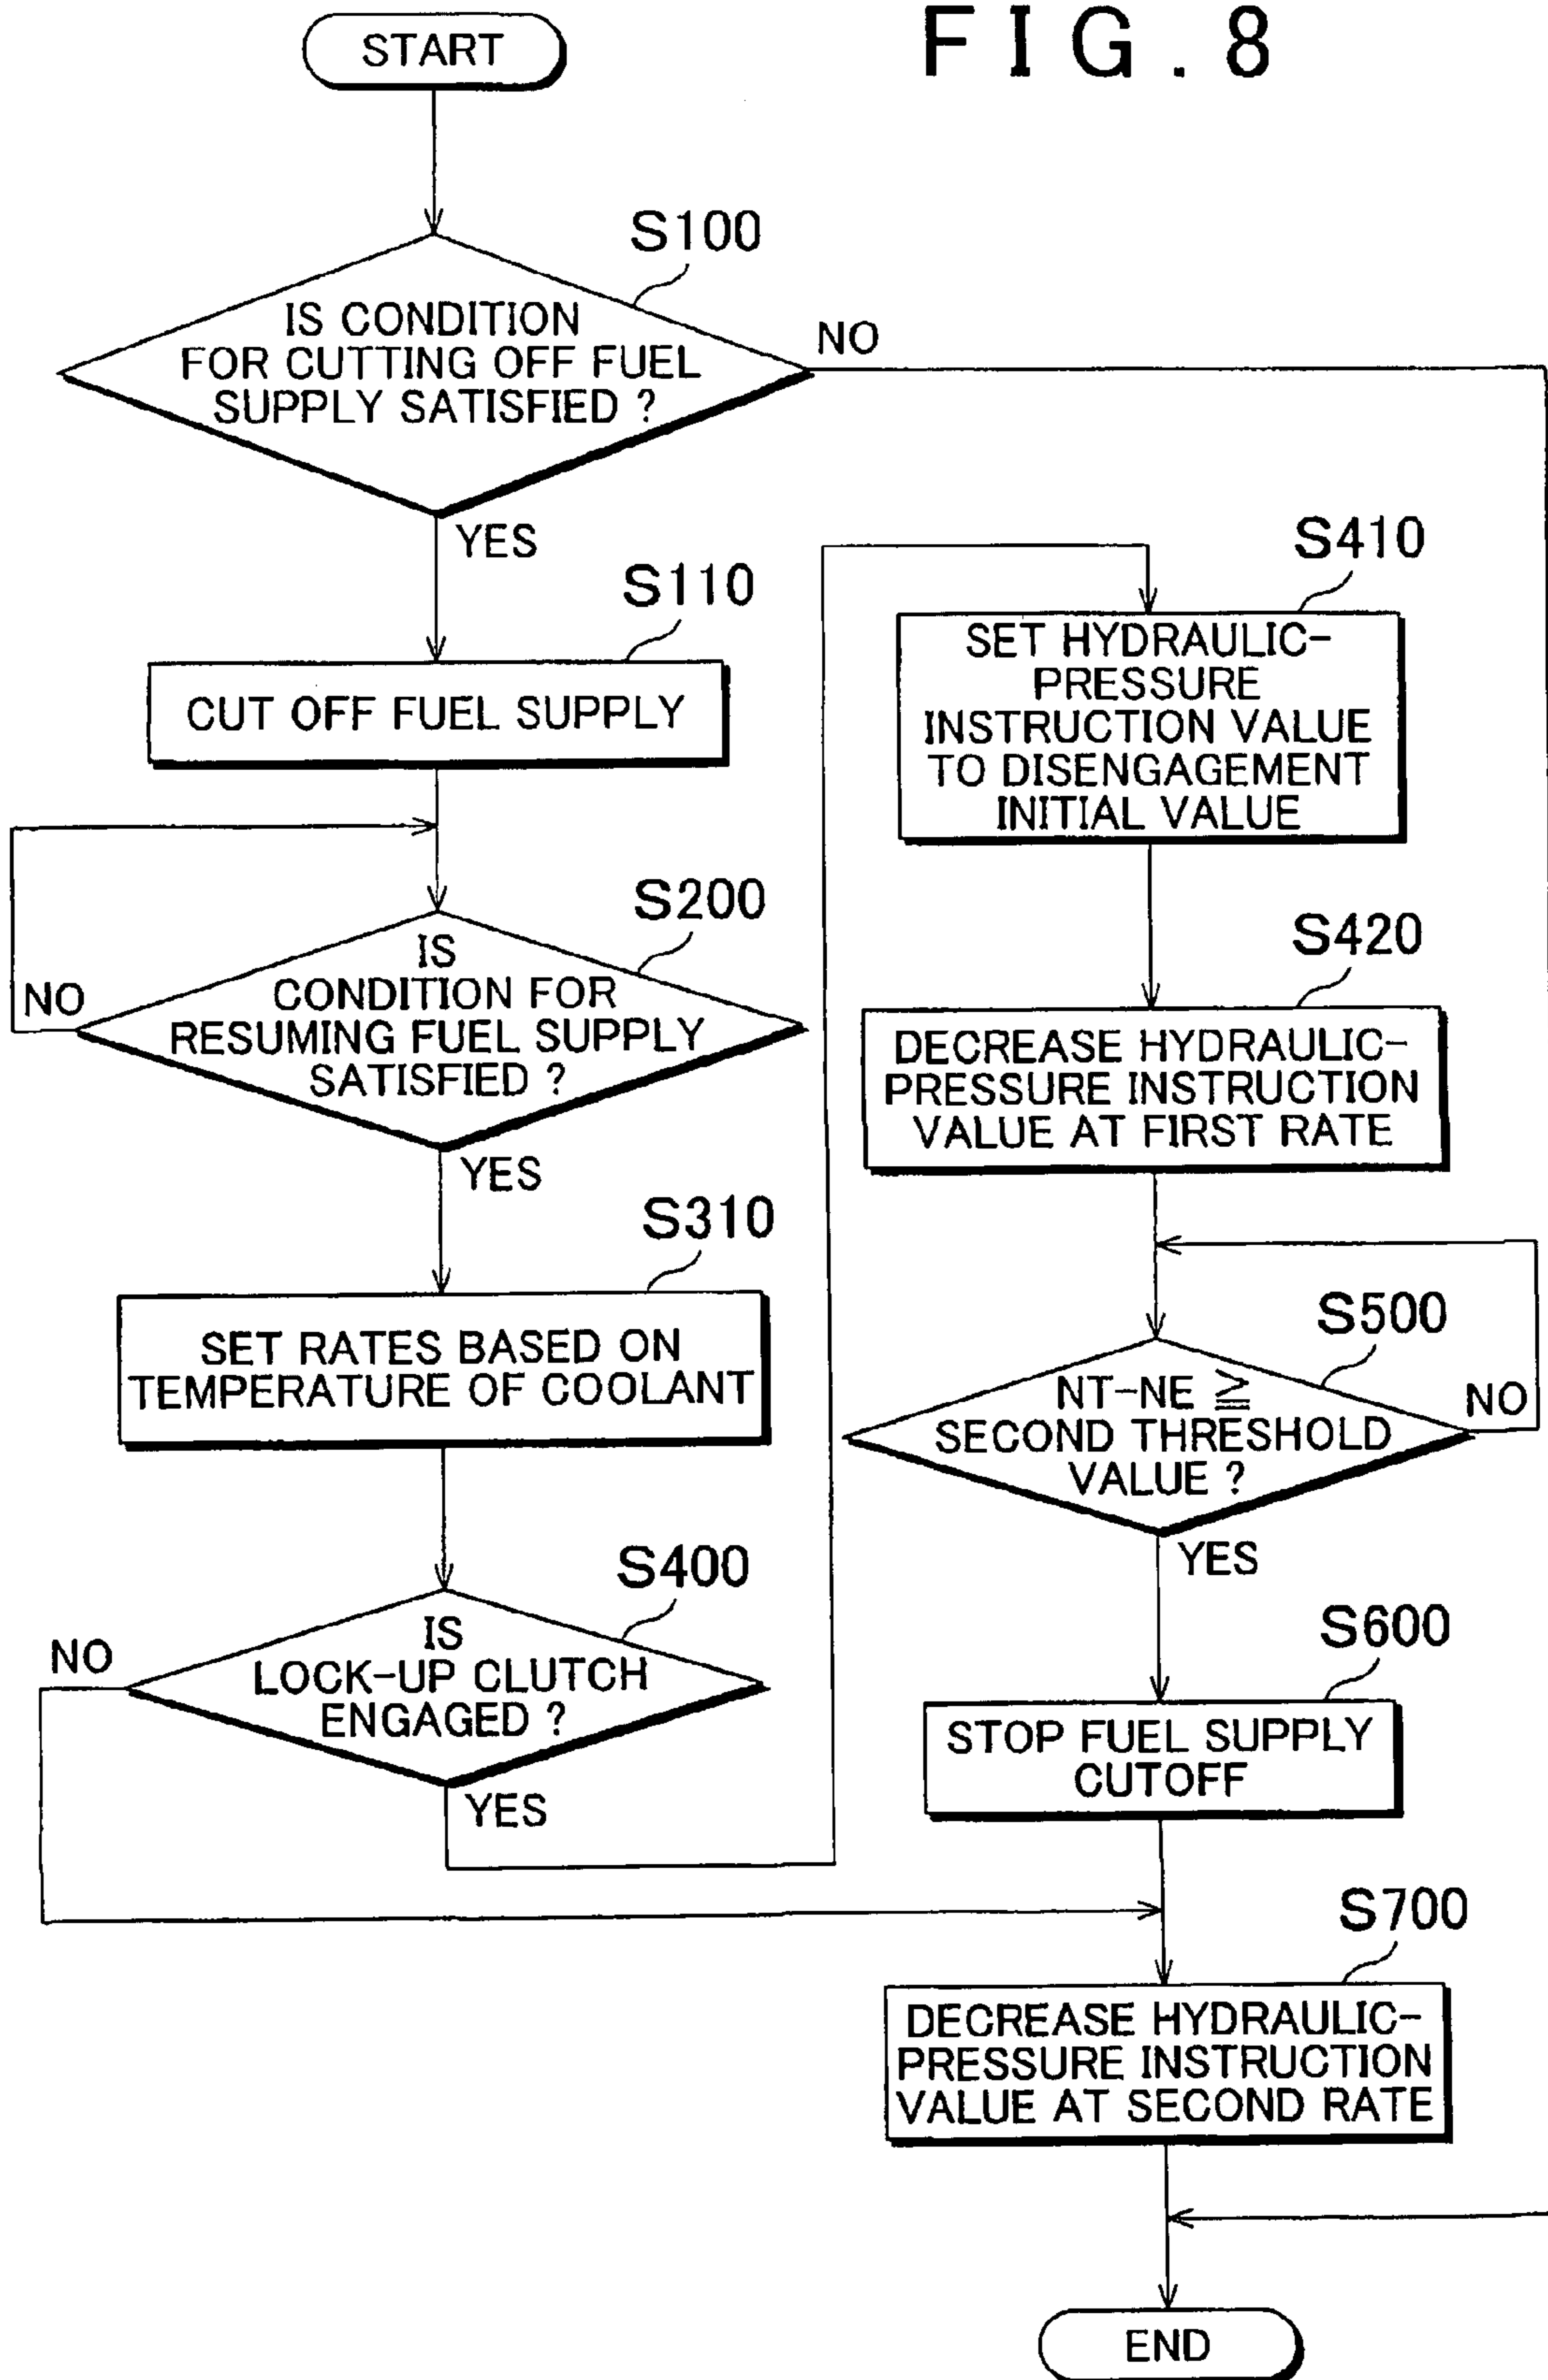 FIG. 8
START
S100
IS CONDITION
FOR CUTTING OFF FUEL
SUPPLY SATISFIED ?
NO
YES
S110
CUT OFF FUEL SUPPLY
S200
IS
CONDITION FOR
RESUMING FUEL SUPPLY
SATISFIED ?
NO
YES
S310
SET RATES BASED ON
TEMPERATURE OF COOLANT
S400
IS
LOCK-UP CLUTCH
ENGAGED ?
NO
YES
S410
SET HYDRAULIC-
PRESSURE
INSTRUCTION VALUE
TO DISENGAGEMENT
INITIAL VALUE
S420
DECREASE HYDRAULIC-
PRESSURE INSTRUCTION
VALUE AT FIRST RATE
S500
NT-NE ≧
SECOND THRESHOLD
VALUE ?
NO
YES
S600
STOP FUEL SUPPLY
CUTOFF
S700
DECREASE HYDRAULIC-
PRESSURE INSTRUCTION
VALUE AT SECOND RATE
END